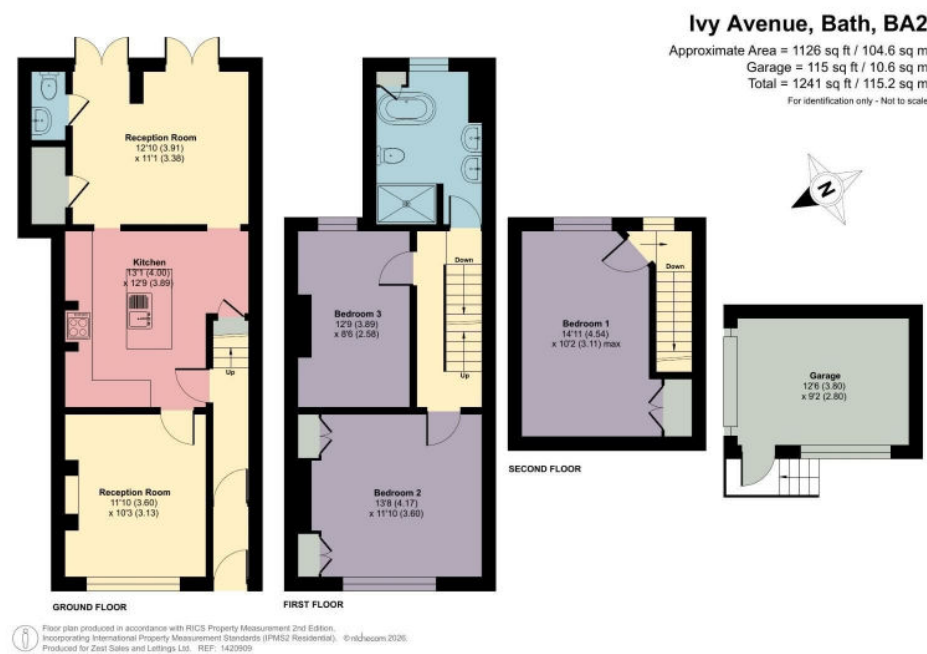 Ivy Avenue, Bath, BA2
Approximate Area = 1126 sq ft / 104.6 sq m
Garage = 115 sq ft / 10.6 sq m
Total = 1241 sq ft / 115.2 sq m
For identification only - Not to scale
N
Reception Room
12'10 (3.91)
x 11'1 (3.38)
Kitchen
13'1 (4.00)
x 12'9 (3.89)
Up
Reception Room
11'10 (3.60)
x 10'3 (3.13)
GROUND FLOOR
Down
Bedroom 3
12'9 (3.89)
x 8'6 (2.58)
Up
Bedroom 2
13'8 (4.17)
x 11'10 (3.60)
FIRST FLOOR
Down
Bedroom 1
14'11 (4.54)
x 10'2 (3.11) max
SECOND FLOOR
Garage
12'6 (3.80)
x 9'2 (2.80)
Floor plan produced in accordance with RICS Property Measurement 2nd Edition.
Incorporating International Property Measurement Standards (IPMS2 Residential). © nichecom 2026.
Produced for Zest Sales and Lettings Ltd. REF: 1420909